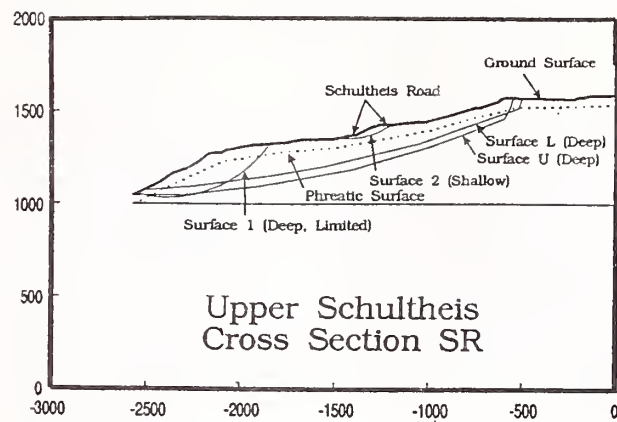 2000
Ground Surface
Schultheis
Road
1500
Surface L (Deep)
Surface U (Deep)
Surface 2 (Shallow)
Phreatic Surface
1000
Surface 1 (Deep, Limited)
Upper Schultheis
Cross Section SR
500
0
-3000 -2500 -2000 -1500 -1000 -500 0